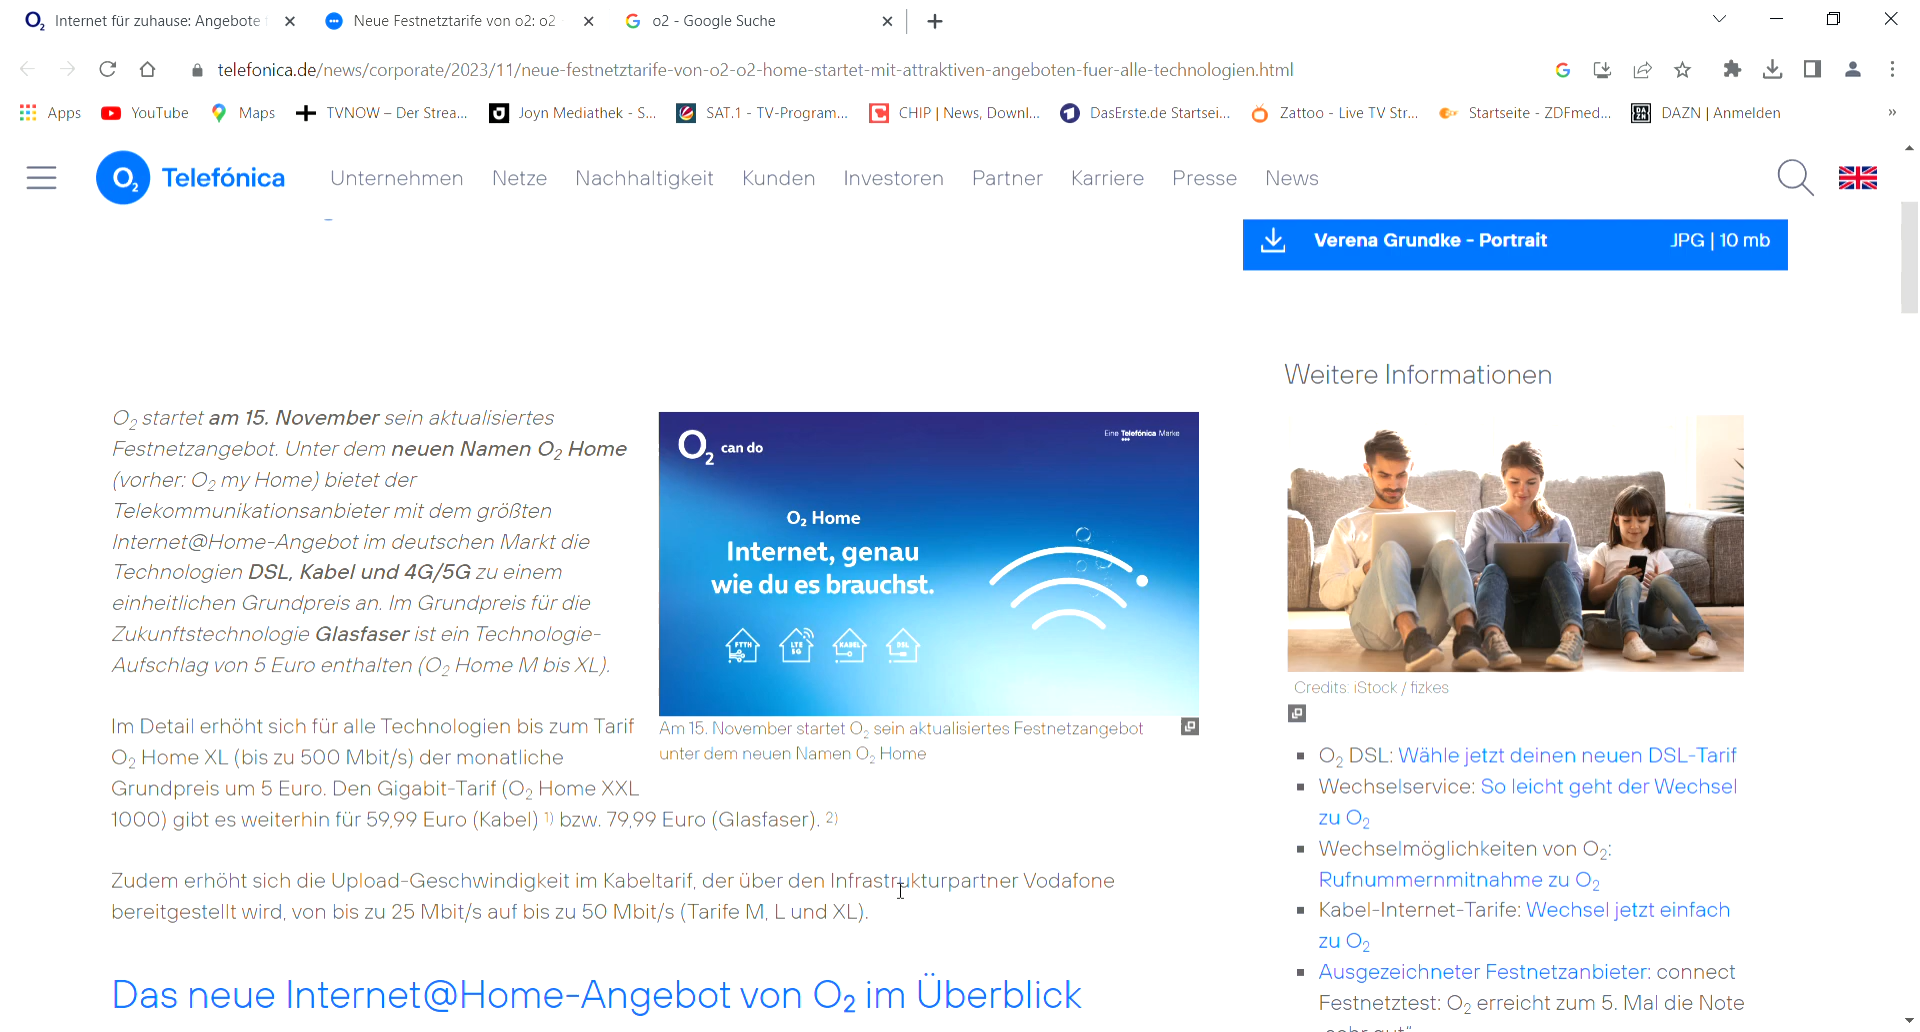 O2 Internet für zuhause: Angebote
Neue Festnetztarife von o2: o2
o2 - Google Suche
telefonica.de/news/corporate/2023/11/neue-festnetztarife-von-o2-o2-home-startet-mit-attraktiven-angeboten-fuer-alle-technologien.html
Apps YouTube Maps TVNOW – Der Strea... Joyn Mediathek - S... SAT.1 - TV-Program... CHIP | News, Downl... DasErste.de Startsei... Zattoo - Live TV Str... Startseite - ZDFmed... DAZN | Anmelden »
O2 Telefónica Unternehmen Netze Nachhaltigkeit Kunden Investoren Partner Karriere Presse News
Verena Grundke - Portrait JPG | 10 mb
O2 startet am 15. November sein aktualisiertes
Festnetzangebot. Unter dem neuen Namen O2 Home
(vorher: O2 my Home) bietet der
Telekommunikationsanbieter mit dem größten
Internet@Home-Angebot im deutschen Markt die
Technologien DSL, Kabel und 4G/5G zu einem
einheitlichen Grundpreis an. Im Grundpreis für die
Zukunftstechnologie Glasfaser ist ein Technologie-
Aufschlag von 5 Euro enthalten (O2 Home M bis XL).
O2 can do
Eine Telefónica Marke
O2 Home
Internet, genau
wie du es brauchst.
FTTH LTE 5G KABEL DSL
Am 15. November startet O2 sein aktualisiertes Festnetzangebot
unter dem neuen Namen O2 Home
Im Detail erhöht sich für alle Technologien bis zum Tarif
O2 Home XL (bis zu 500 Mbit/s) der monatliche
Grundpreis um 5 Euro. Den Gigabit-Tarif (O2 Home XXL
1000) gibt es weiterhin für 59,99 Euro (Kabel) 1) bzw. 79,99 Euro (Glasfaser). 2)
Zudem erhöht sich die Upload-Geschwindigkeit im Kabeltarif, der über den Infrastrukturpartner Vodafone
bereitgestellt wird, von bis zu 25 Mbit/s auf bis zu 50 Mbit/s (Tarife M, L und XL).
Das neue Internet@Home-Angebot von O2 im Überblick
Weitere Informationen
Credits: iStock / fizkes
O2 DSL: Wähle jetzt deinen neuen DSL-Tarif
Wechselservice: So leicht geht der Wechsel
zu O2
Wechselmöglichkeiten von O2:
Rufnummernmitnahme zu O2
Kabel-Internet-Tarife: Wechsel jetzt einfach
zu O2
Ausgezeichneter Festnetzanbieter: connect
Festnetztest: O2 erreicht zum 5. Mal die Note
„sehr gut“